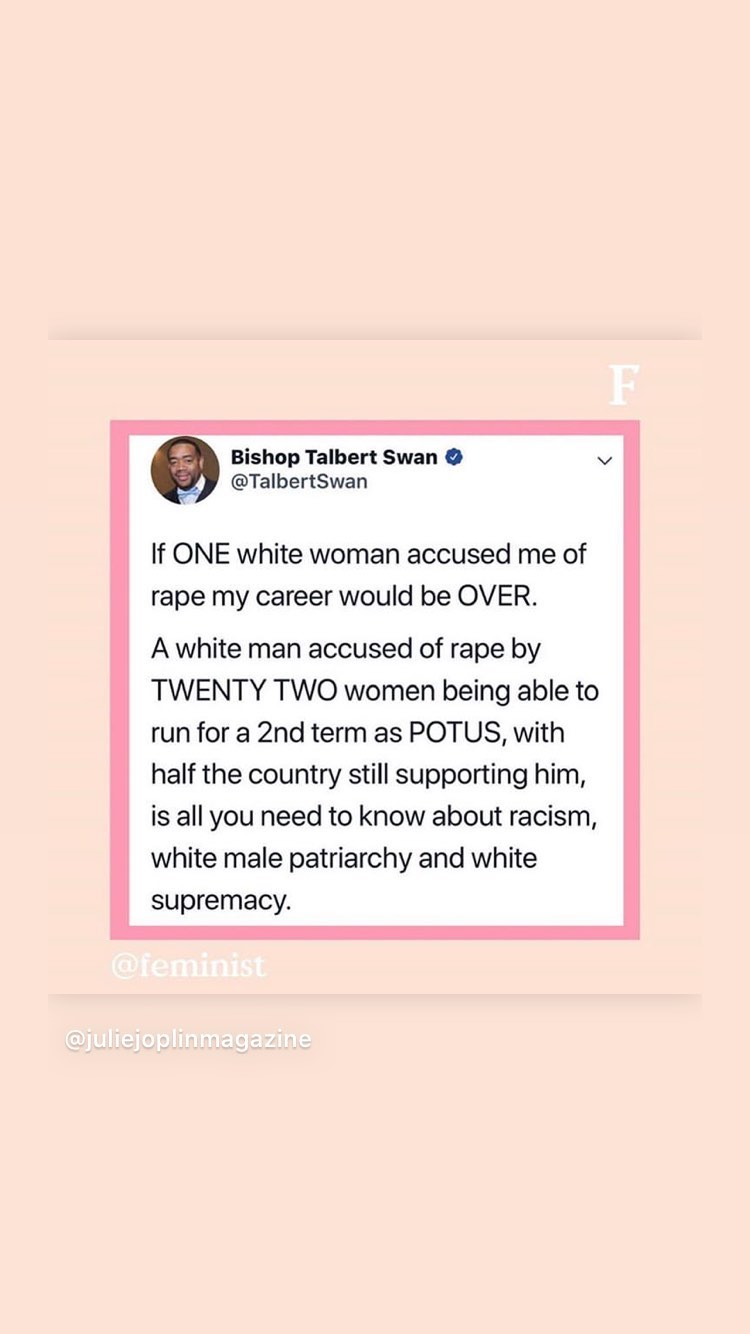 F
Bishop Talbert Swan
@TalbertSwan
If ONE white woman accused me of
rape my career would be OVER.
A white man accused of rape by
TWENTY TWO women being able to
run for a 2nd term as POTUS, with
half the country still supporting him,
is all you need to know about racism,
white male patriarchy and white
supremacy.
@feminist
@juliejoplinmagazine